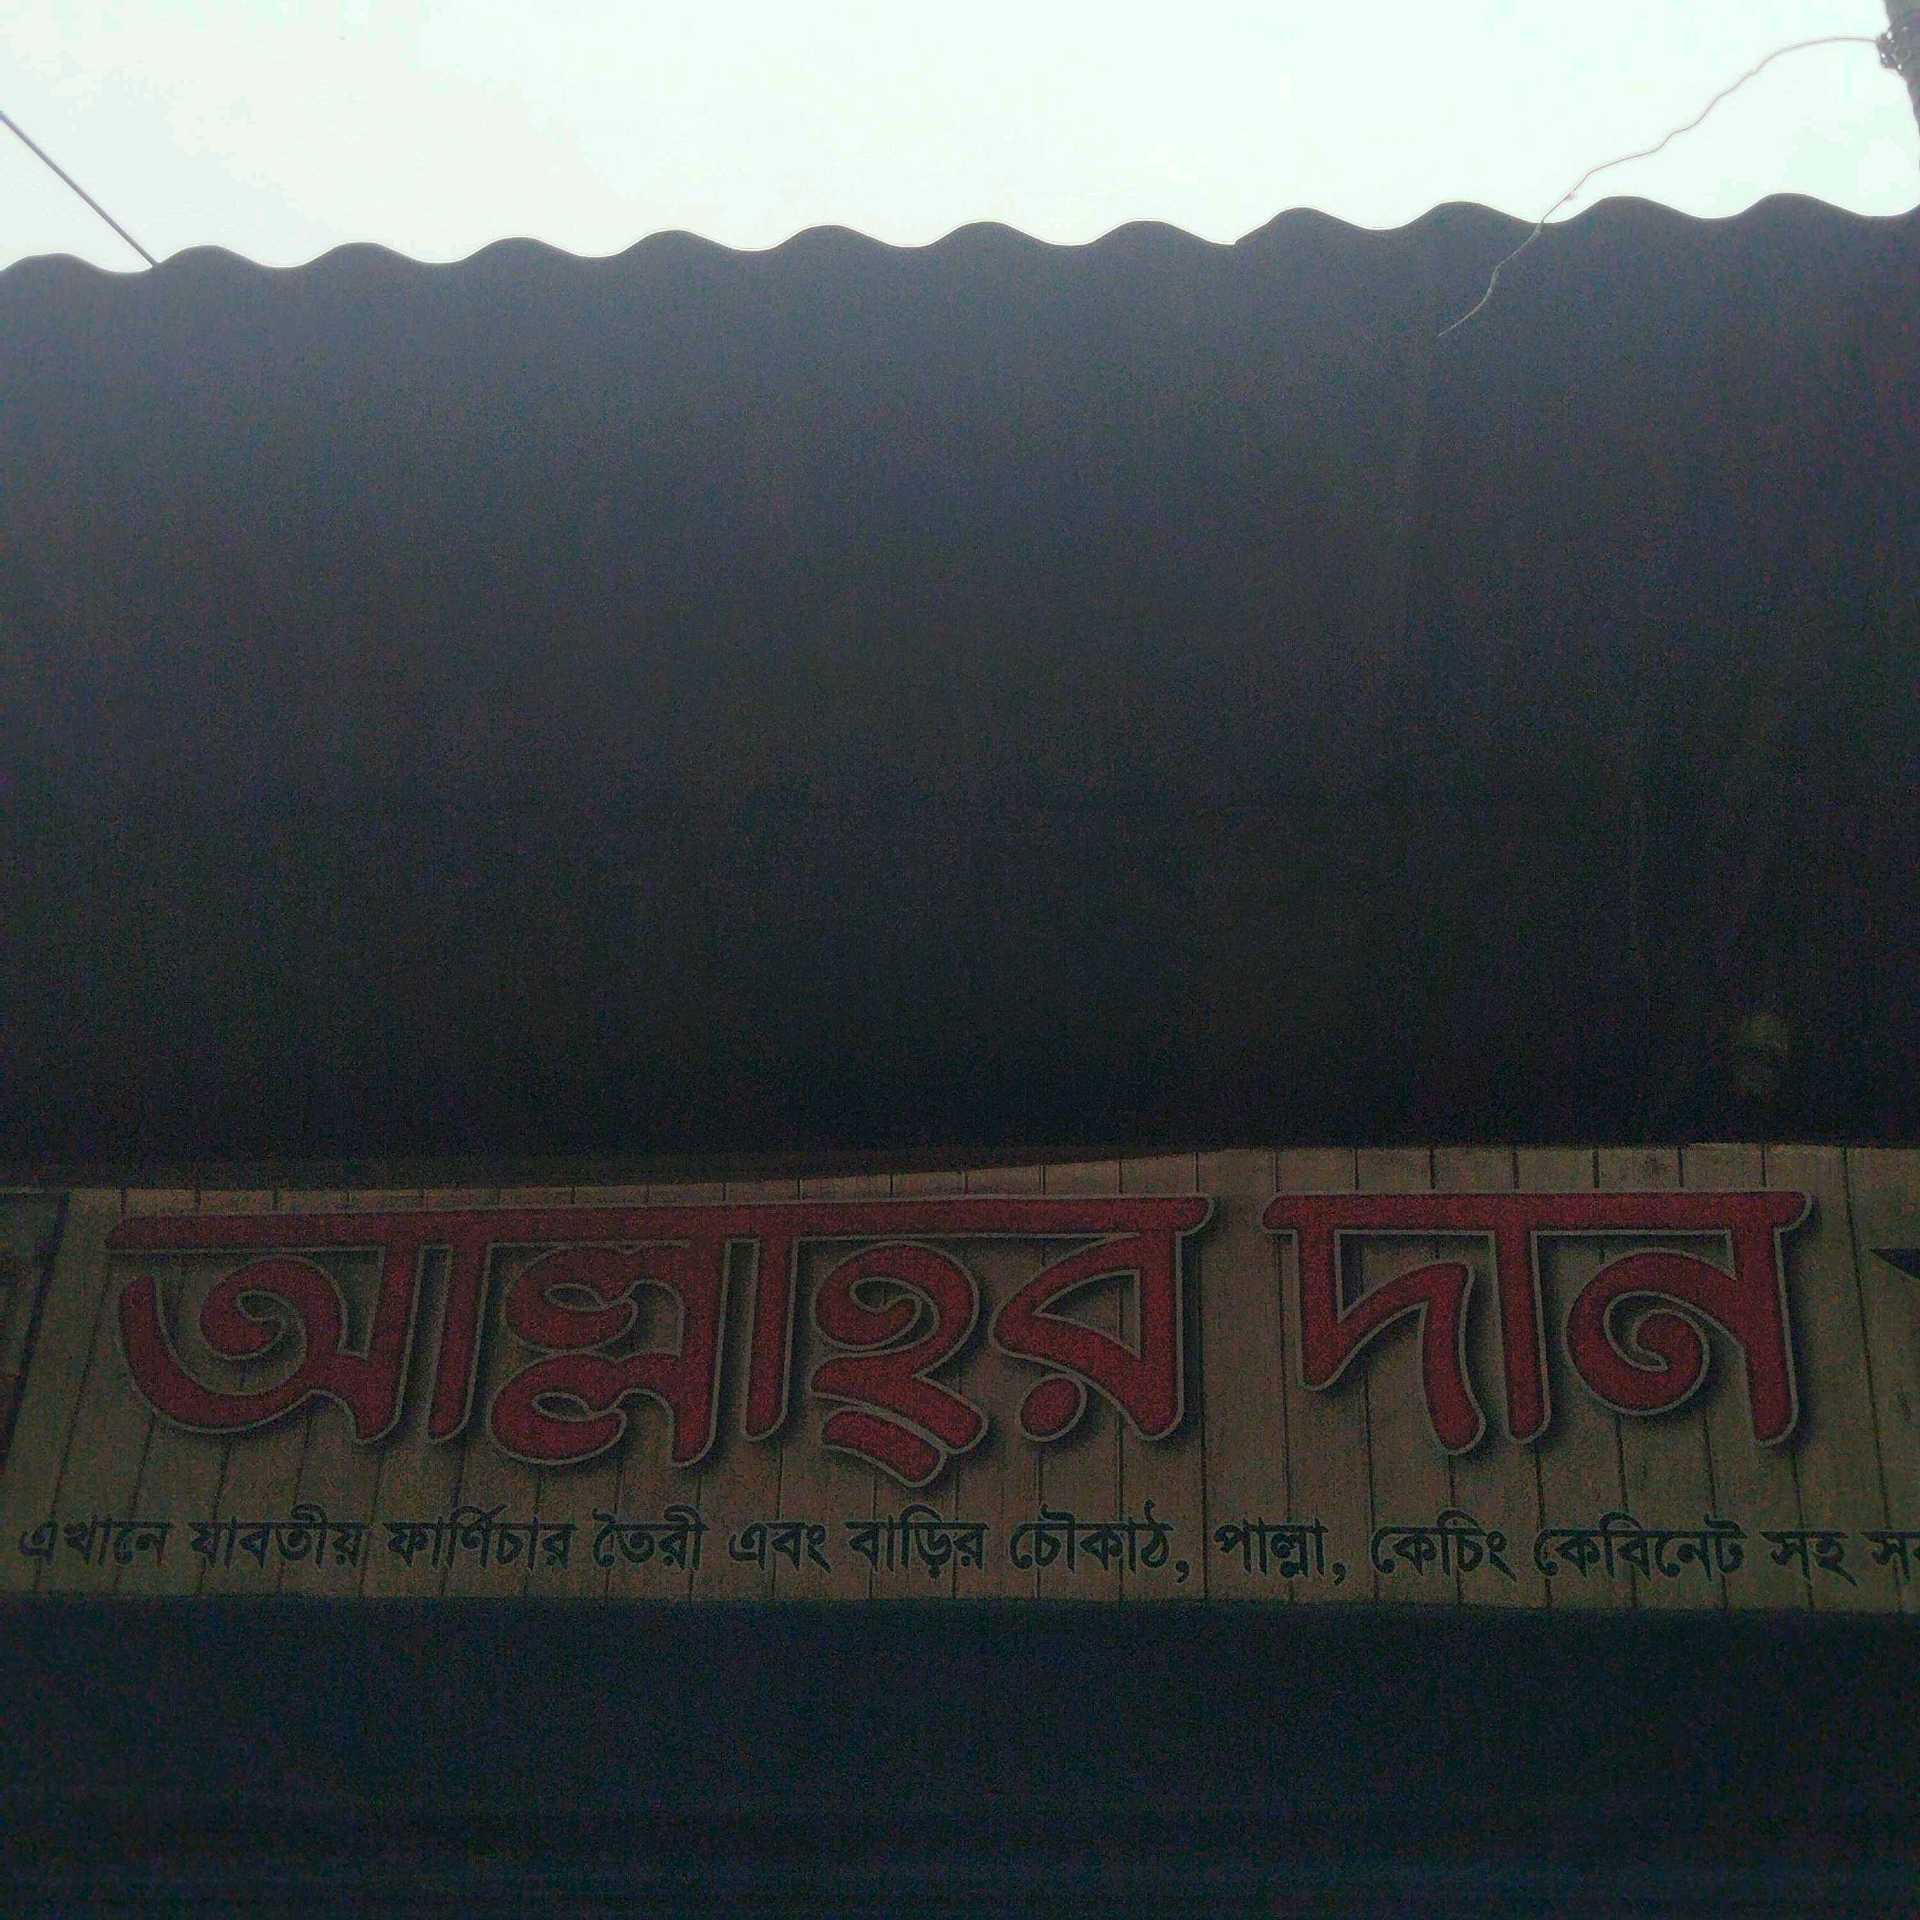 আল্লাহর দান
এখানে যাবতীয় ফার্ণিচার তৈরী এবং বাড়ির চৌকাঠ, পাল্লা, কেচিং কেবিনেট সহ